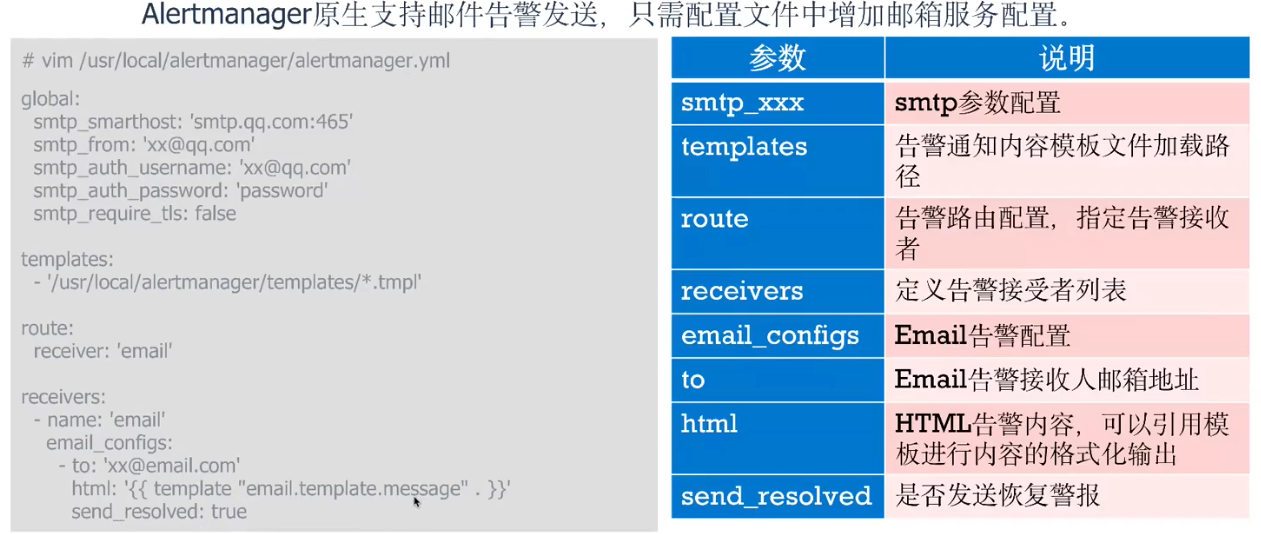 Alertmanager原生支持邮件告警发送，只需配置文件中增加邮箱服务配置。
# vim /usr/local/alertmanager/alertmanager.yml
global:
smtp_smarthost: 'smtp.qq.com:465'
smtp_from: 'xx@qq.com'
smtp_auth_username: 'xx@qq.com'
smtp_auth_password: 'password'
smtp_require_tls: false
templates:
- '/usr/local/alertmanager/templates/*.tmpl'
route:
receiver: 'email'
receivers:
- name: 'email'
email_configs:
- to: 'xx@email.com'
html: '{{ template "email.template.message" . }}'
send_resolved: true
参数 说明
smtp_xxx smtp参数配置
templates 告警通知内容模板文件加载路
径
route 告警路由配置，指定告警接收
者
receivers 定义告警接受者列表
email_configs Email告警配置
to Email告警接收人邮箱地址
html HTML告警内容，可以引用模
板进行内容的格式化输出
send_resolved 是否发送恢复警报